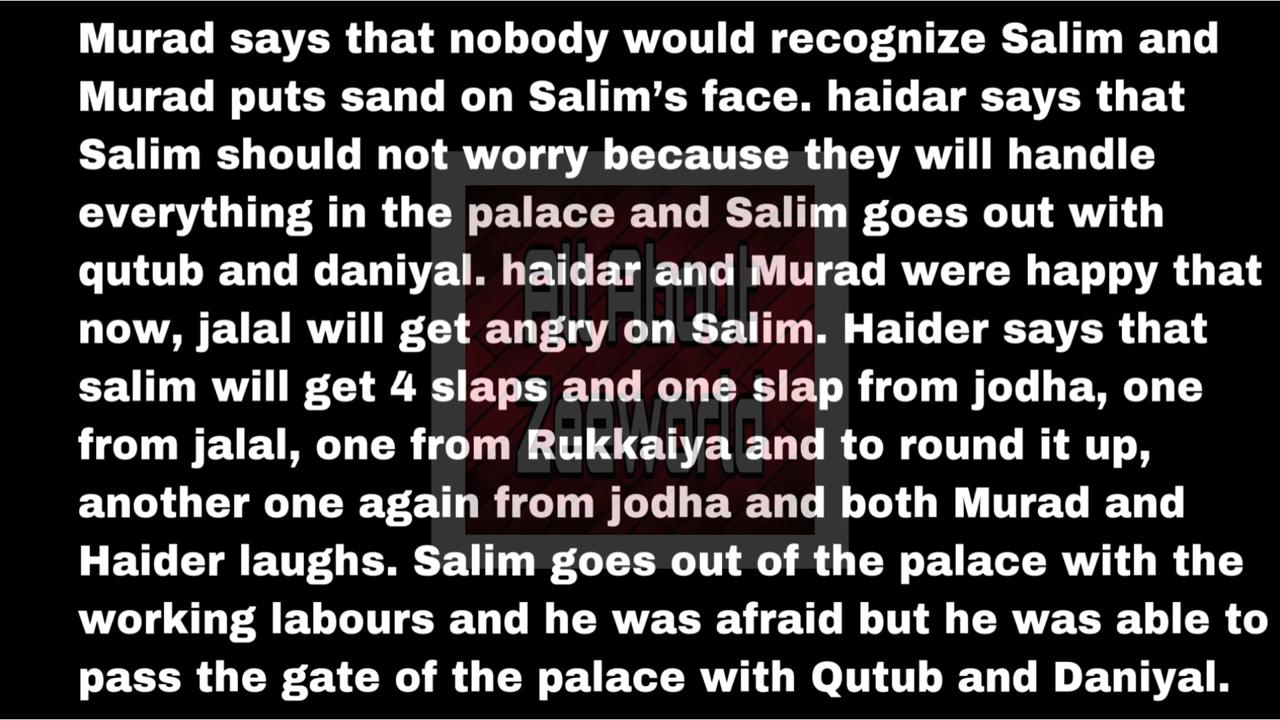 Murad says that nobody would recognize Salim and
Murad puts sand on Salim’s face. haidar says that
Salim should not worry because they will handle
everything in the palace and Salim goes out with
qutub and daniyal. haidar and Murad were happy that
now, jalal will get angry on Salim. Haider says that
salim will get 4 slaps and one slap from jodha, one
from jalal, one from Rukkaiya and to round it up,
another one again from jodha and both Murad and
Haider laughs. Salim goes out of the palace with the
working labours and he was afraid but he was able to
pass the gate of the palace with Qutub and Daniyal.
All About
Zeeworld